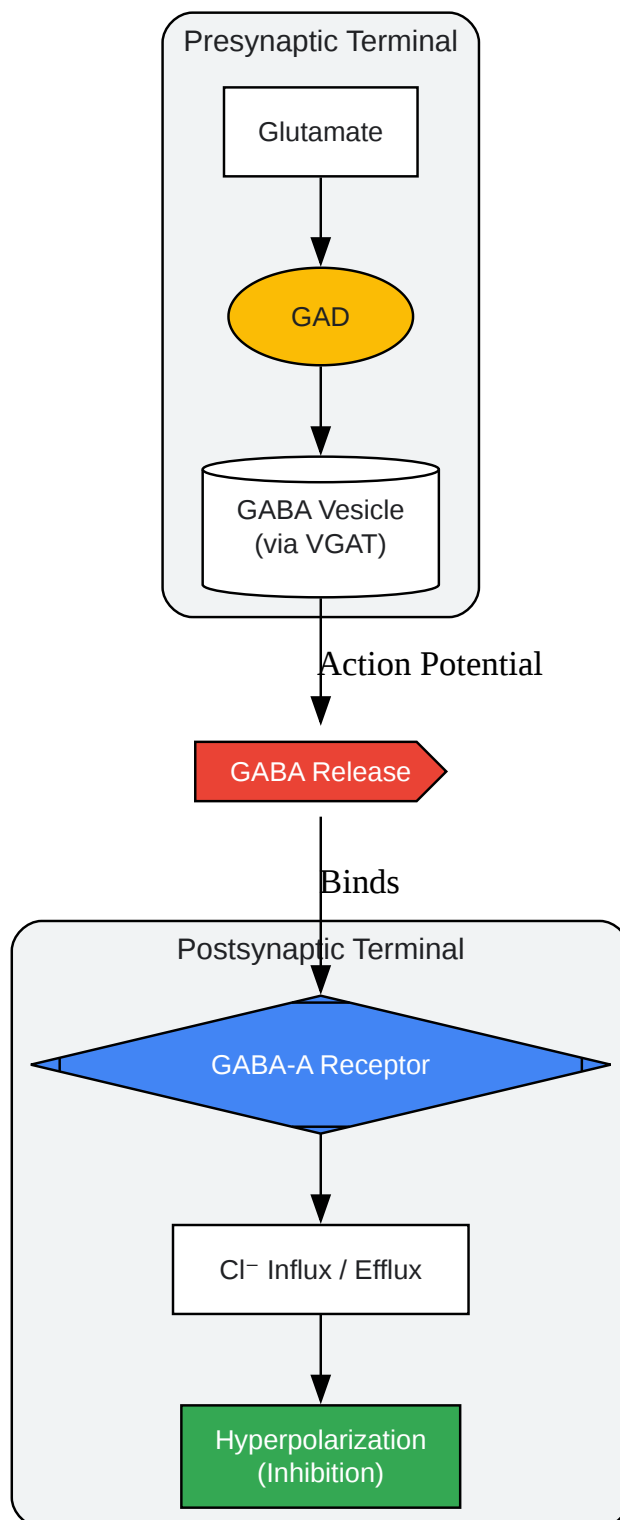 Presynaptic Terminal
Glutamate
GAD
GABA Vesicle
(via VGAT)
Action Potential
GABA Release
Binds
Postsynaptic Terminal
GABA-A Receptor
Cl⁻ Influx / Efflux
Hyperpolarization
(Inhibition)